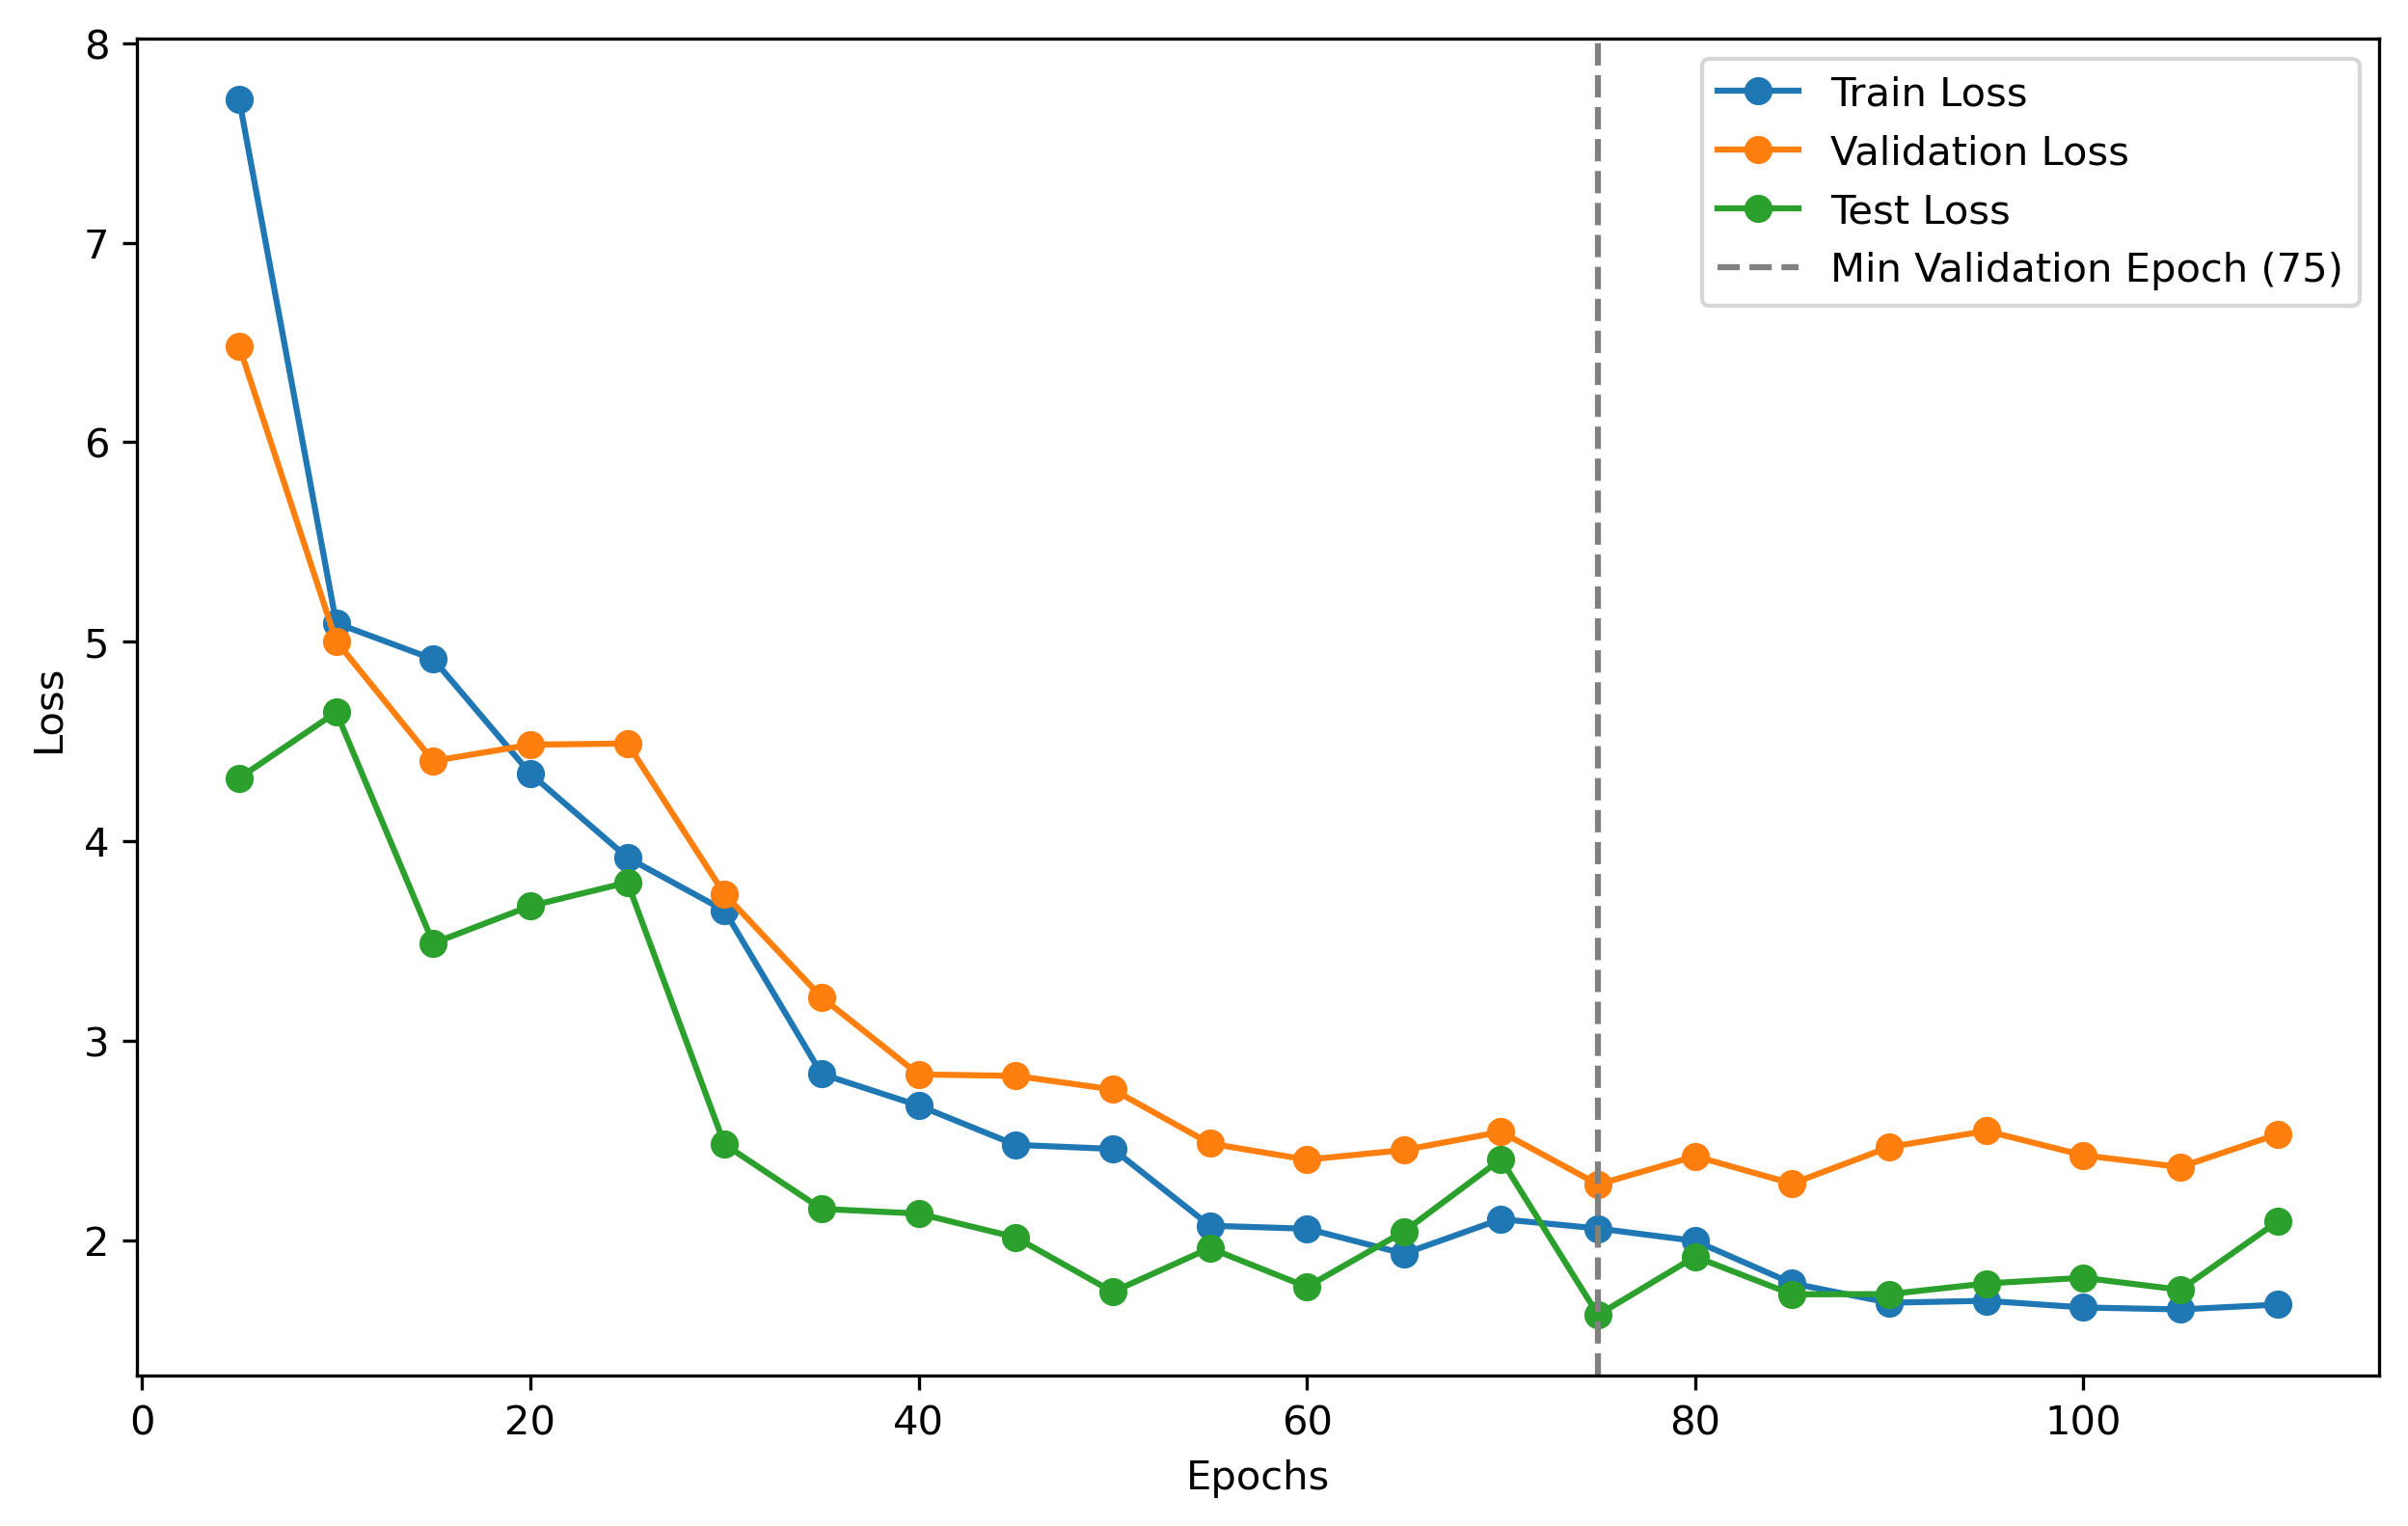 8
7
6
5
4
3
2
Loss
0 20 40 60 80 100
Epochs
Train Loss
Validation Loss
Test Loss
Min Validation Epoch (75)